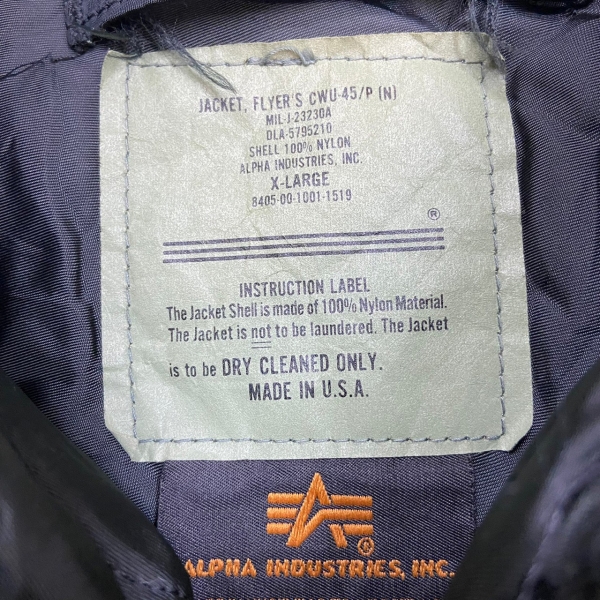 JACKET, FLYER'S CWU-45/P (N)
MIL-J-23230A
DLA-5795210
SHELL 100% NYLON
ALPHA INDUSTRIES, INC.
X-LARGE
8405-00-1001-1519
®
INSTRUCTION LABEL
The Jacket Shell is made of 100% Nylon Material.
The Jacket is not to be laundered. The Jacket
is to be DRY CLEANED ONLY.
MADE IN U.S.A.
®
ALPHA INDUSTRIES, INC.